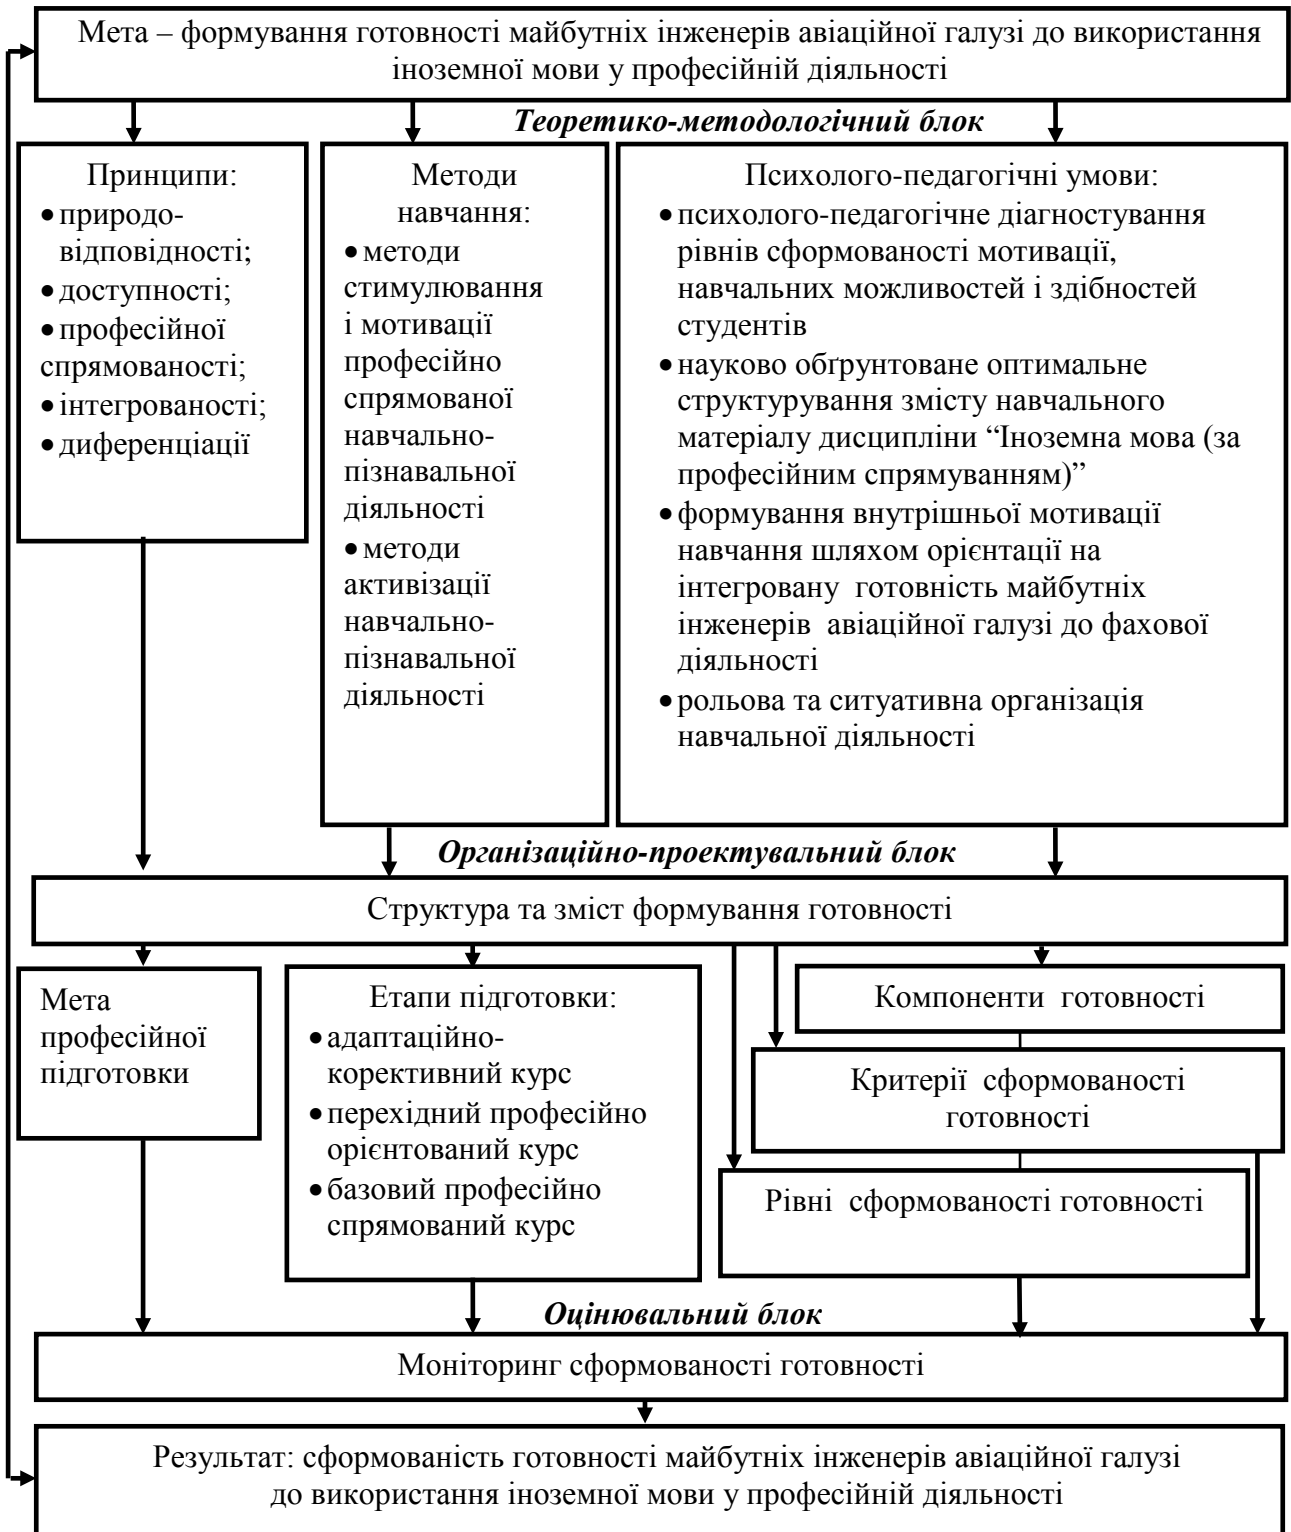 Мета – формування готовності майбутніх інженерів авіаційної галузі до використання
іноземної мови у професійній діяльності
Теоретико-методологічний блок
Принципи:
• природо-
відповідності;
• доступності;
• професійної
спрямованості;
• інтегрованості;
• диференціації
Методи
навчання:
• методи
стимулювання
і мотивації
професійно
спрямованої
навчально-
пізнавальної
діяльності
• методи
активізації
навчально-
пізнавальної
діяльності
Психолого-педагогічні умови:
• психолого-педагогічне діагностування
рівнів сформованості мотивації,
навчальних можливостей і здібностей
студентів
• науково обґрунтоване оптимальне
структурування змісту навчального
матеріалу дисципліни “Іноземна мова (за
професійним спрямуванням)”
• формування внутрішньої мотивації
навчання шляхом орієнтації на
інтегровану готовність майбутніх
інженерів авіаційної галузі до фахової
діяльності
• рольова та ситуативна організація
навчальної діяльності
Організаційно-проектувальний блок
Структура та зміст формування готовності
Мета
професійної
підготовки
Етапи підготовки:
• адаптаційно-
корективний курс
• перехідний професійно
орієнтований курс
• базовий професійно
спрямований курс
Компоненти готовності
Критерії сформованості
готовності
Рівні сформованості готовності
Оцінювальний блок
Моніторинг сформованості готовності
Результат: сформованість готовності майбутніх інженерів авіаційної галузі
до використання іноземної мови у професійній діяльності